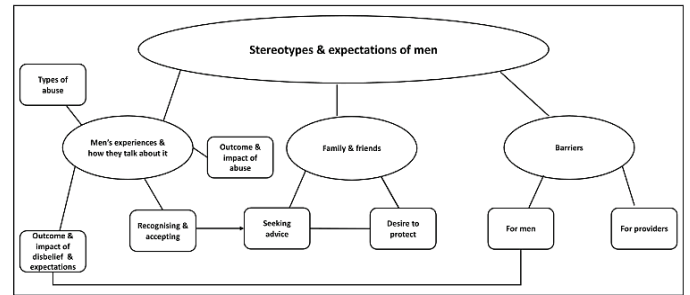 Stereotypes & expectations of men
Types of
abuse
Men's experiences &
how they talk about it
Outcome &
impact of
abuse
Family & friends
Barriers
Recognising &
accepting
Seeking
advice
Desire to
protect
For men
For providers
Outcome &
impact of
disbelief &
expectations